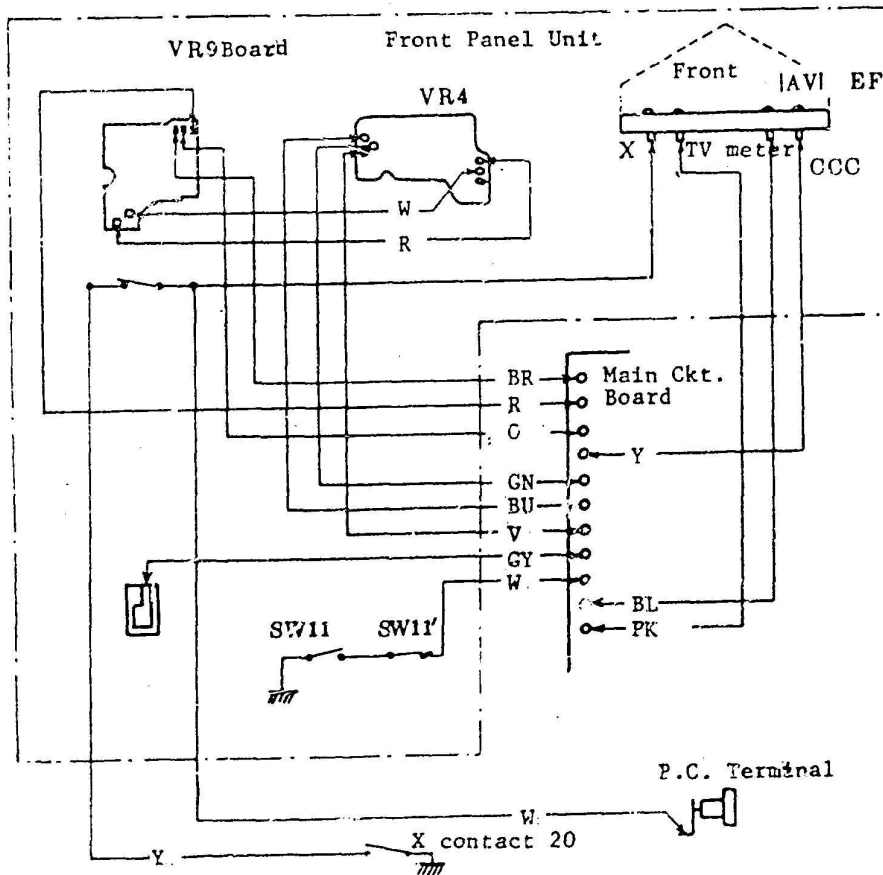 VR9Board
Front Panel Unit
Front
|AV|
EF
VR4
X
TV meter
CCC
W
R
BR
Main Ckt.
Board
R
O
Y
GN
BU
V
GY
W
BL
PK
SW11
SW11'
P.C. Terminal
W
X contact 20
Y